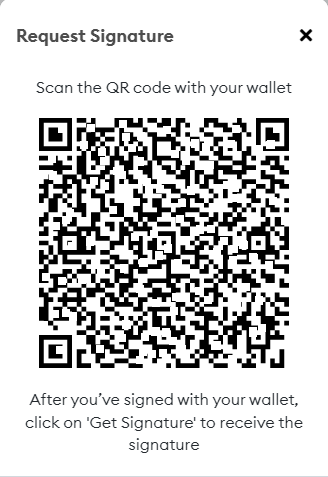 Request Signature
Scan the QR code with your wallet
After you’ve signed with your wallet,
click on 'Get Signature' to receive the
signature